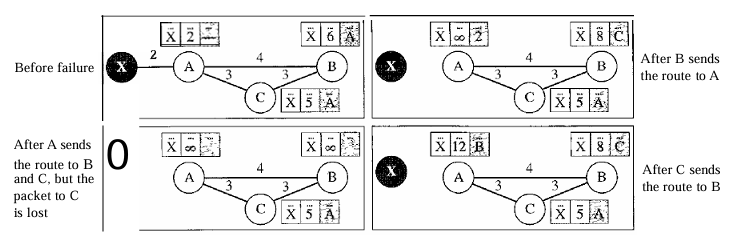 Before failure
X 2
X 6 A
X
2
A
4
B
3
3
C
X 5 A
X ∞ 2
X 8 C
X
A
4
B
3
3
C
X 5 A
After B sends
the route to A
After A sends
the route to B
and C, but the
packet to C
is lost
0
X ∞
X ∞
A
4
B
3
3
C
X 5 A
X 12 B
X 8 C
X
A
4
B
3
3
C
X 5 A
After C sends
the route to B